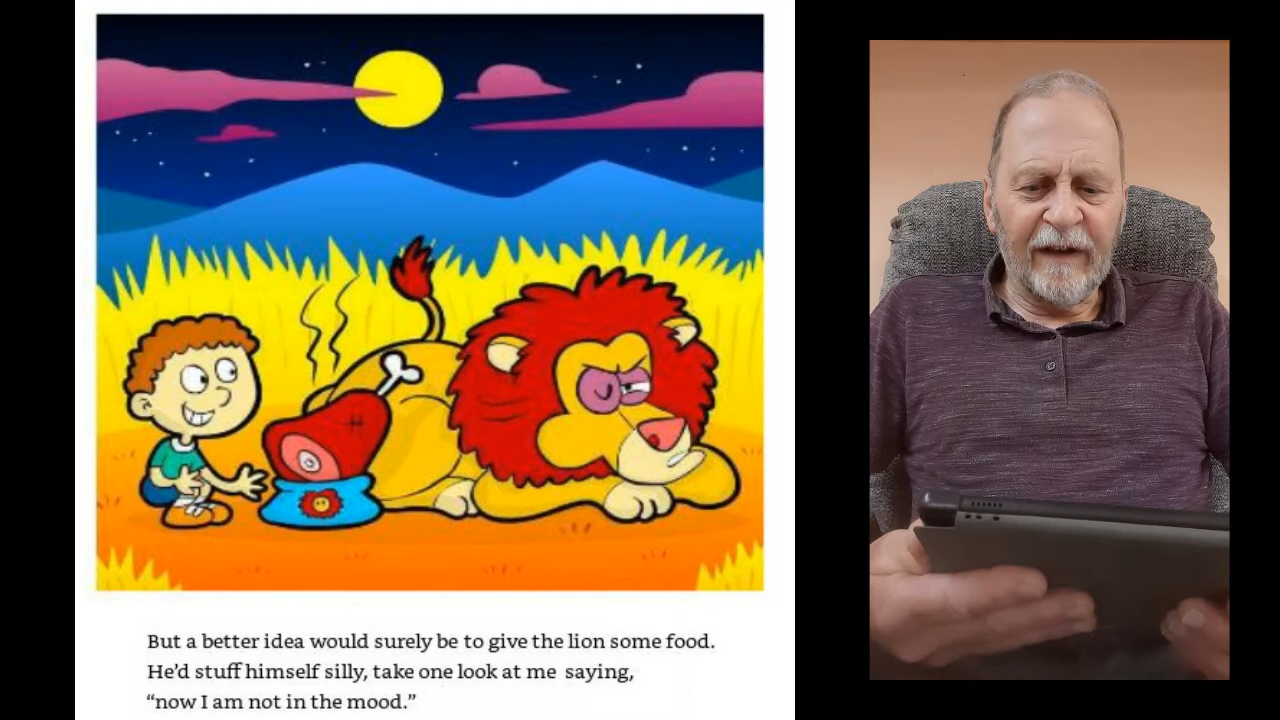 But a better idea would surely be to give the lion some food.
He'd stuff himself silly, take one look at me saying,
“now I am not in the mood.”